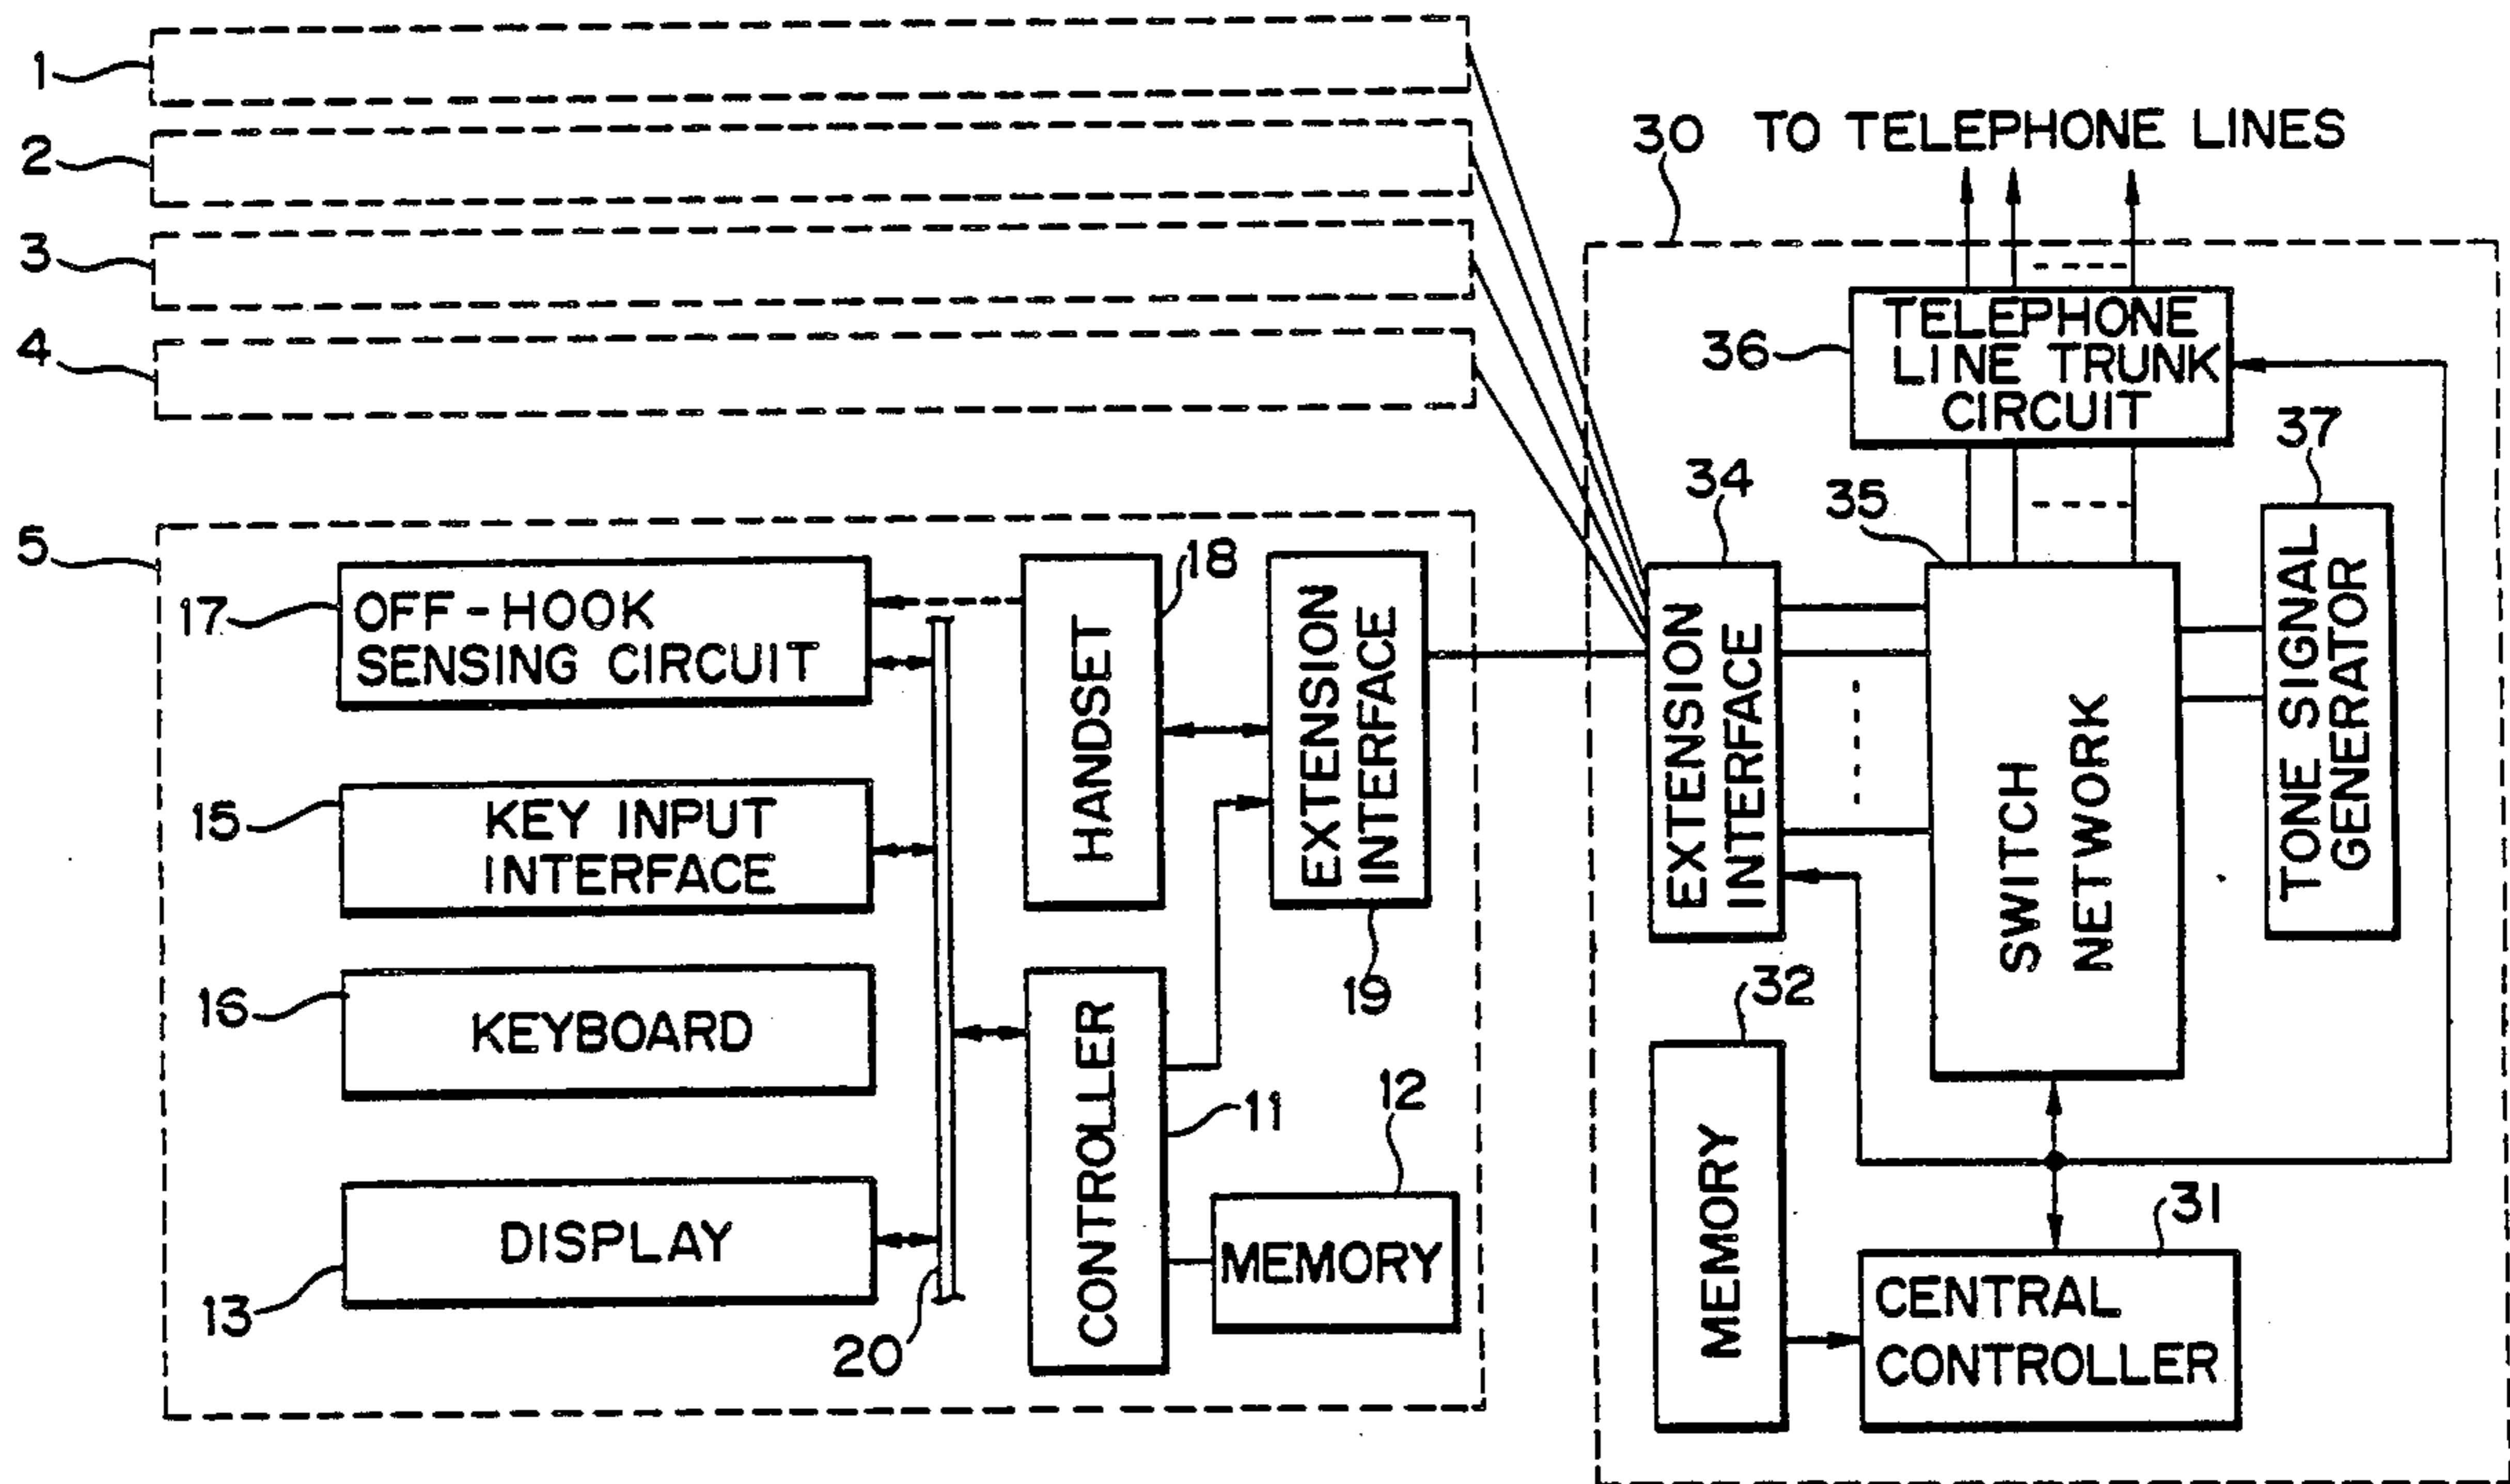 1
2
3
4
5
17
OFF-HOOK
SENSING CIRCUIT
15
KEY INPUT
INTERFACE
16
KEYBOARD
13
DISPLAY
20
HANDSET
18
EXTENSION
INTERFACE
19
CONTROLLER
11
12
MEMORY
30 TO TELEPHONE LINES
36
TELEPHONE
LINE TRUNK
CIRCUIT
34
EXTENSION
INTERFACE
35
SWITCH
NETWORK
37
TONE SIGNAL
GENERATOR
32
MEMORY
31
CENTRAL
CONTROLLER